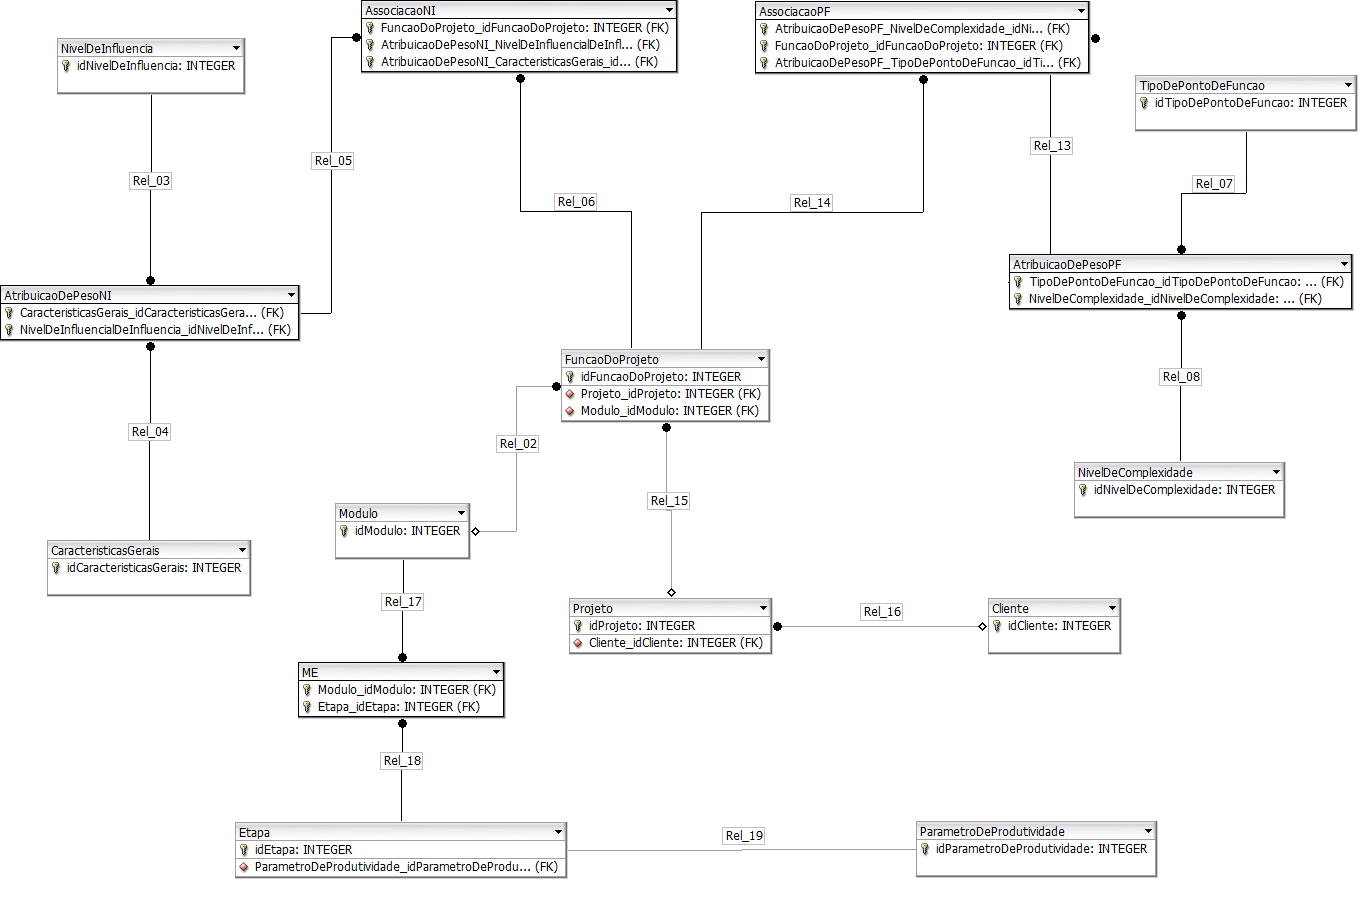 AssociacaoNI
FuncaoDoProjeto_idFuncaoDoProjeto: INTEGER (FK)
AtribuicaoDePesoNI_NivelDeInfluencialDeInfl... (FK)
AtribuicaoDePesoNI_CaracteristicasGerais_id... (FK)
AssociacaoPF
AtribuicaoDePesoPF_NivelDeComplexidade_idNi... (FK)
FuncaoDoProjeto_idFuncaoDoProjeto: INTEGER (FK)
AtribuicaoDePesoPF_TipoDePontoDeFuncao_idTi... (FK)
NivelDeInfluencia
idNivelDeInfluencia: INTEGER
TipoDePontoDeFuncao
idTipoDePontoDeFuncao: INTEGER
Rel_05
Rel_13
Rel_03
Rel_07
Rel_06
Rel_14
AtribuicaoDePesoNI
CaracteristicasGerais_idCaracteristicasGera... (FK)
NivelDeInfluencialDeInfluencia_idNivelDeInf... (FK)
AtribuicaoDePesoPF
TipoDePontoDeFuncao_idTipoDePontoDeFuncao: ... (FK)
NivelDeComplexidade_idNivelDeComplexidade: ... (FK)
FuncaoDoProjeto
idFuncaoDoProjeto: INTEGER
Projeto_idProjeto: INTEGER (FK)
Modulo_idModulo: INTEGER (FK)
Rel_08
Rel_04
Rel_02
Rel_15
NivelDeComplexidade
idNivelDeComplexidade: INTEGER
Modulo
idModulo: INTEGER
CaracteristicasGerais
idCaracteristicasGerais: INTEGER
Rel_17
Projeto
idProjeto: INTEGER
Cliente_idCliente: INTEGER (FK)
Rel_16
Cliente
idCliente: INTEGER
ME
Modulo_idModulo: INTEGER (FK)
Etapa_idEtapa: INTEGER (FK)
Rel_18
Etapa
idEtapa: INTEGER
ParametroDeProdutividade_idParametroDeProdu... (FK)
Rel_19
ParametroDeProdutividade
idParametroDeProdutividade: INTEGER